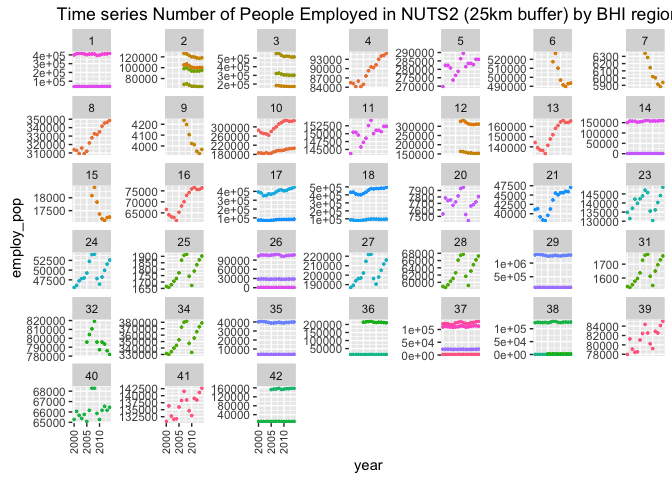 Time series Number of People Employed in NUTS2 (25km buffer) by BHI region
1 2 3 4 5 6 7
4e+05 3e+05 2e+05 1e+05
120000 100000 80000
5e+05 4e+05 3e+05 2e+05
93000 90000 87000 84000
290000 285000 280000 275000 270000
520000 510000 500000 490000
6300 6200 6100 6000 5900
8 9 10 11 12 13 14
350000 340000 330000 320000 310000
4200 4100 4000
300000 260000 220000 180000
152500 150000 147500 145000
300000 250000 200000 150000
160000 150000 140000
150000 100000 50000 0
15 16 17 18 20 21 23
18000 17500
75000 70000 65000
4e+05 3e+05 2e+05 1e+05
5e+05 4e+05 3e+05 2e+05 1e+05
7900 7800 7700 7600 7500
47500 45000 42500 40000
145000 140000 135000 130000
24 25 26 27 28 29 31
52500 50000 47500
1900 1850 1800 1750 1700 1650
90000 60000 30000 0
220000 210000 200000 190000
68000 66000 64000 62000 60000
1e+06 5e+05
1700 1600
32 34 35 36 37 38 39
820000 810000 800000 790000 780000
380000 370000 360000 350000 340000 330000
40000 30000 20000 10000
200000 150000 100000 50000
1e+05 5e+04 0e+00
1e+05 5e+04 0e+00
84000 82000 80000 78000
40 41 42
68000 67000 66000 65000
142500 140000 137500 135000 132500
160000 120000 80000 40000
2000 2005 2010
2000 2005 2010
2000 2005 2010
employ_pop
year